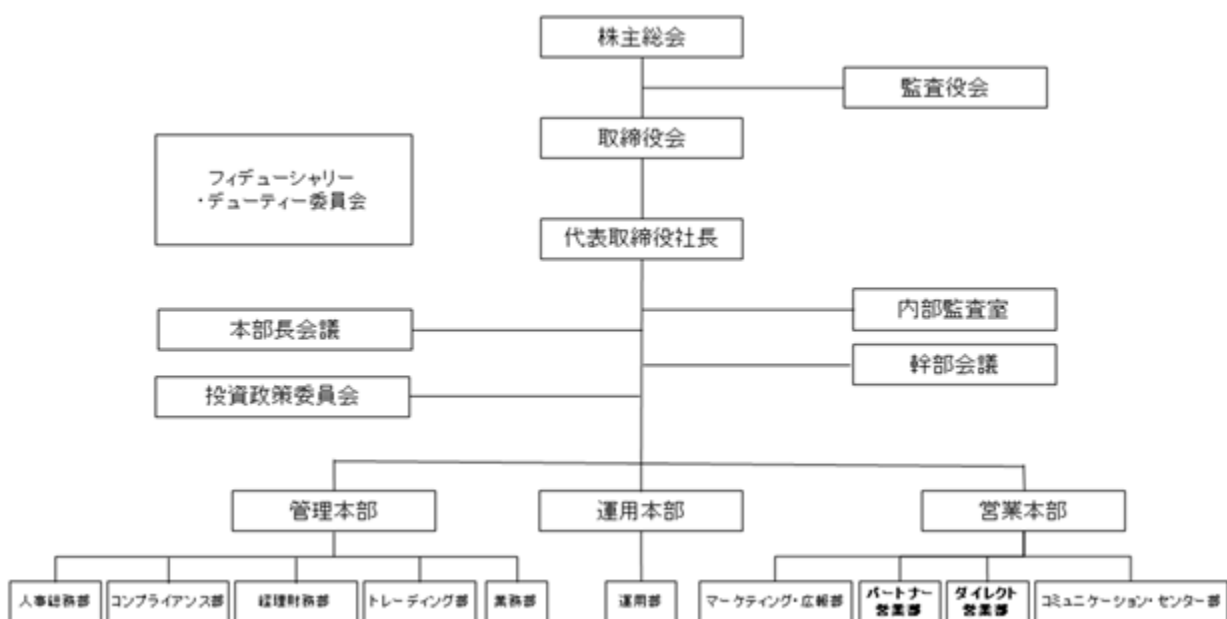 株主総会
監査役会
取締役会
フィデューシャリー
・デューティー委員会
代表取締役社長
内部監査室
本部長会議
幹部会議
投資政策委員会
管理本部
運用本部
営業本部
人事総務部
コンプライアンス部
経理財務部
トレーディング部
業務部
運用部
マーケティング・広報部
パートナー
営業部
ダイレクト
営業部
コミュニケーション・センター部